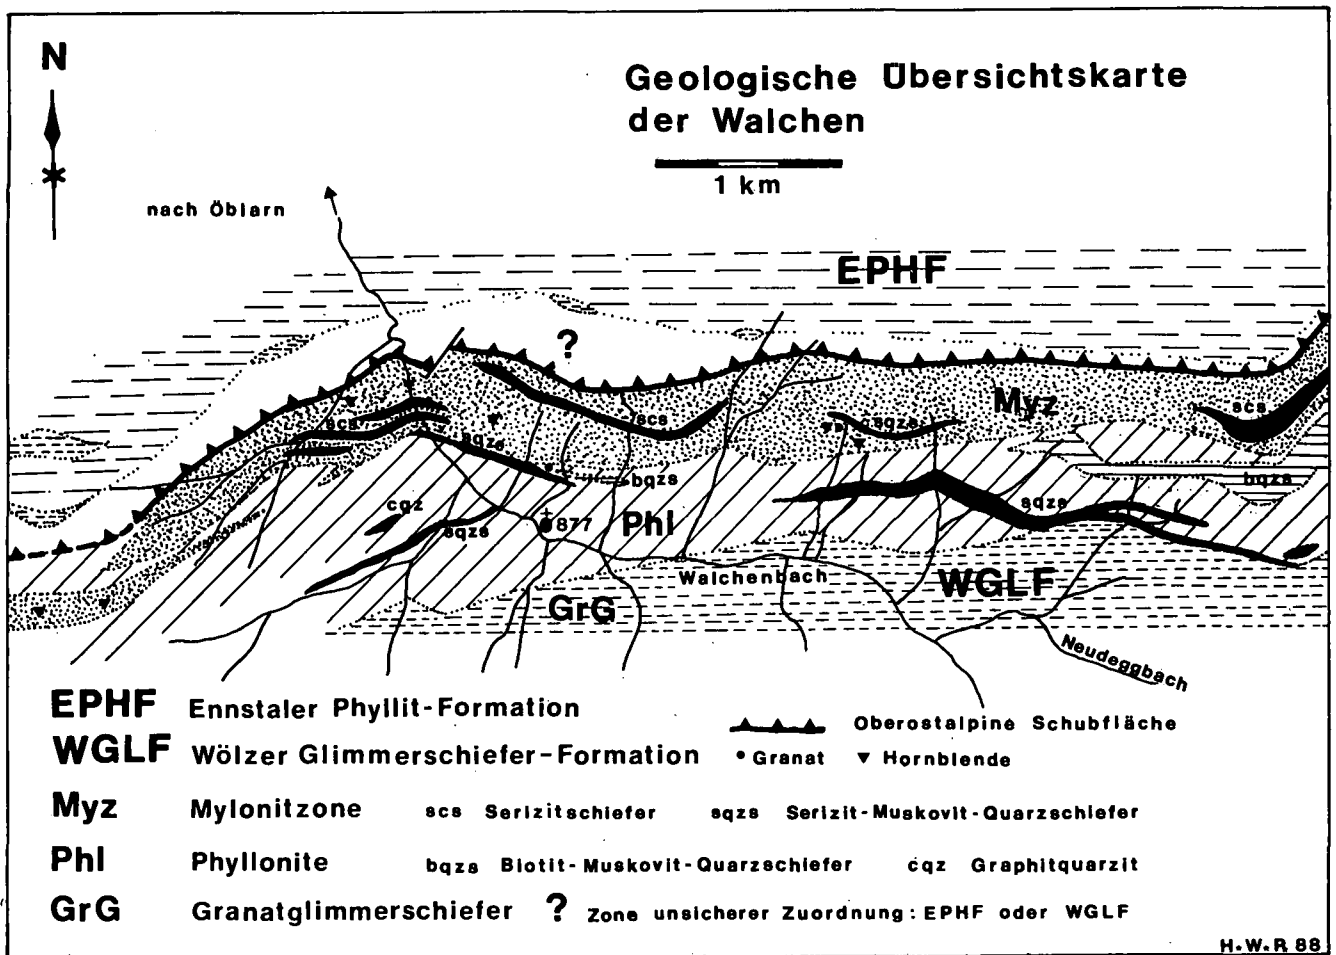 N
Geologische Übersichtskarte
der Walchen
1 km
nach Öblarn
EPHF
?
Myz
scs
scs
scs
sqzs
sqzs
bqzs
bqzs
cqz
sqzs
877
Phl
sqzs
Walchenbach
WGLF
GrG
Neudeggbach
EPHF Ennstaler Phyllit-Formation
Oberostalpine Schubfläche
WGLF Wölzer Glimmerschiefer-Formation
Granat Hornblende
Myz Mylonitzone scs Serizitschiefer sqzs Serizit-Muskovit-Quarzschiefer
Phl Phyllonite bqzs Biotit-Muskovit-Quarzschiefer cqz Graphitquarzit
GrG Granatglimmerschiefer ? Zone unsicherer Zuordnung: EPHF oder WGLF
H.W.R 88